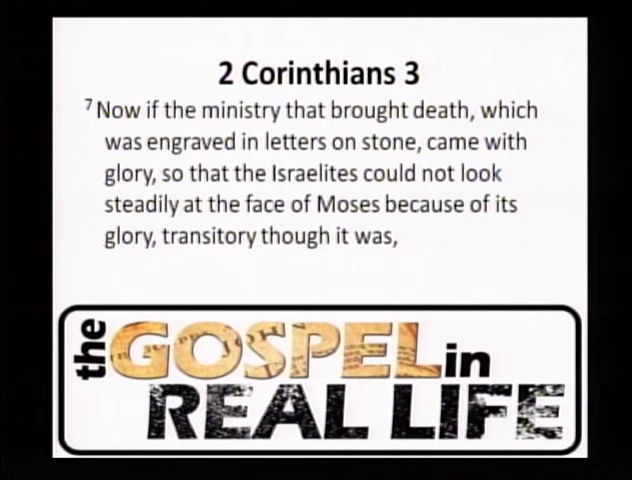 2 Corinthians 3
7 Now if the ministry that brought death, which
was engraved in letters on stone, came with
glory, so that the Israelites could not look
steadily at the face of Moses because of its
glory, transitory though it was,
the GOSPEL in
REAL LIFE